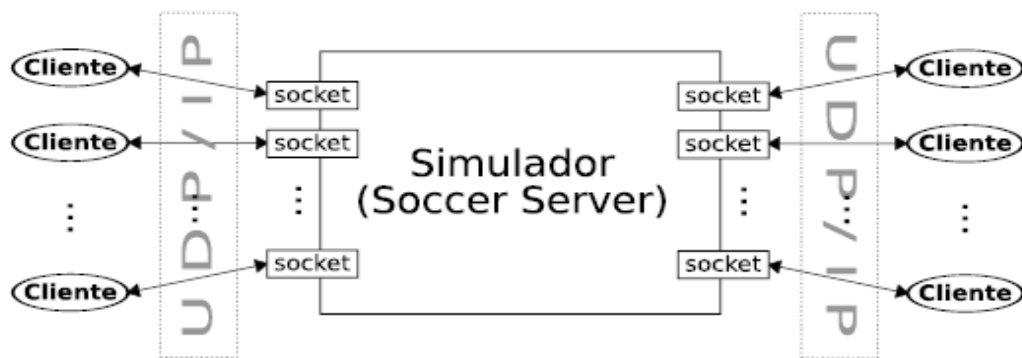 UDP/IP
Cliente
socket
Cliente
socket
...
...
...
Cliente
socket
Simulador
(Soccer Server)
UDP/IP
socket
Cliente
socket
Cliente
...
...
...
socket
Cliente